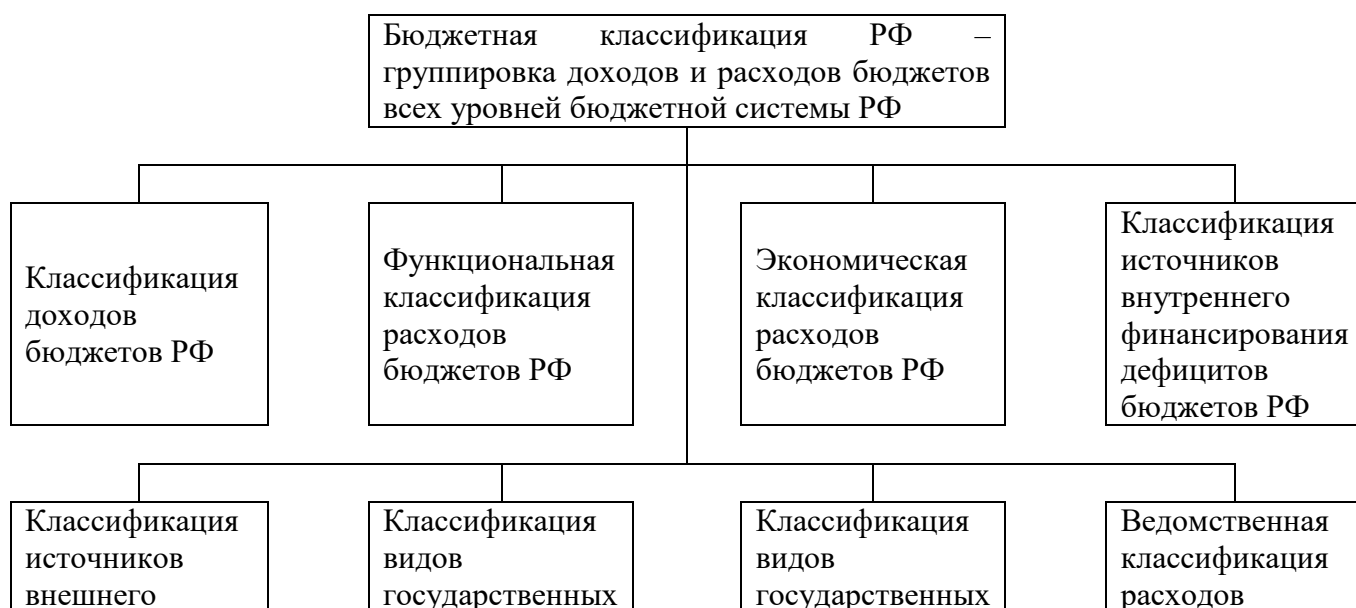 Бюджетная классификация РФ –
группировка доходов и расходов бюджетов
всех уровней бюджетной системы РФ
Классификация
доходов
бюджетов РФ
Функциональная
классификация
расходов
бюджетов РФ
Экономическая
классификация
расходов
бюджетов РФ
Классификация
источников
внутреннего
финансирования
дефицитов
бюджетов РФ
Классификация
источников
внешнего
Классификация
видов
государственных
Классификация
видов
государственных
Ведомственная
классификация
расходов